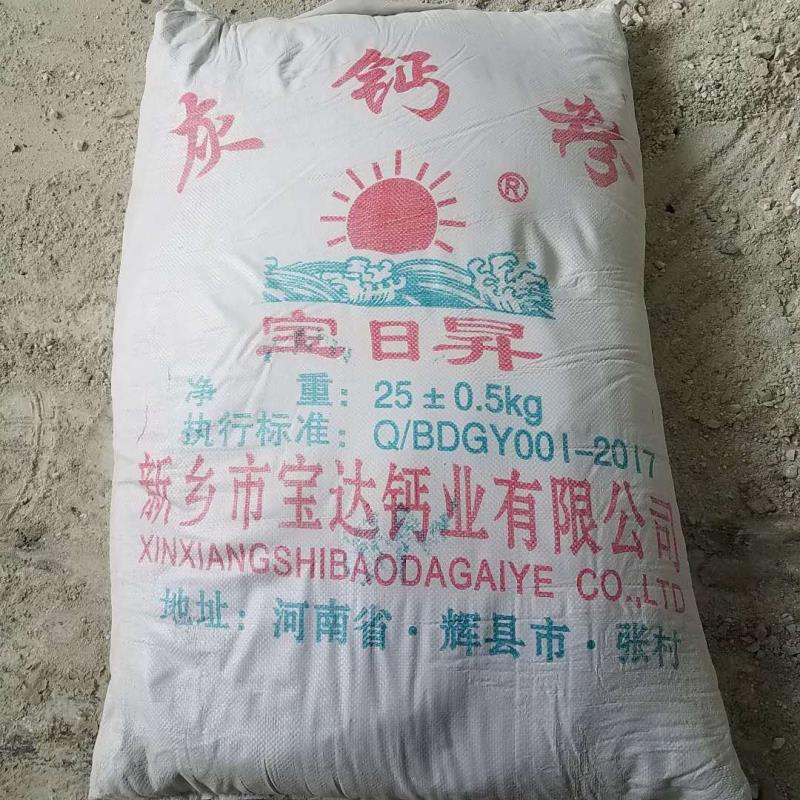 灰 钙 粉
®
宝日昇
净 重：25±0.5kg
执行标准：Q/BDGY001-2017
新乡市宝达钙业有限公司
XINXIANGSHIBAODAGAIYE CO.,LTD
地址：河南省·辉县市·张村